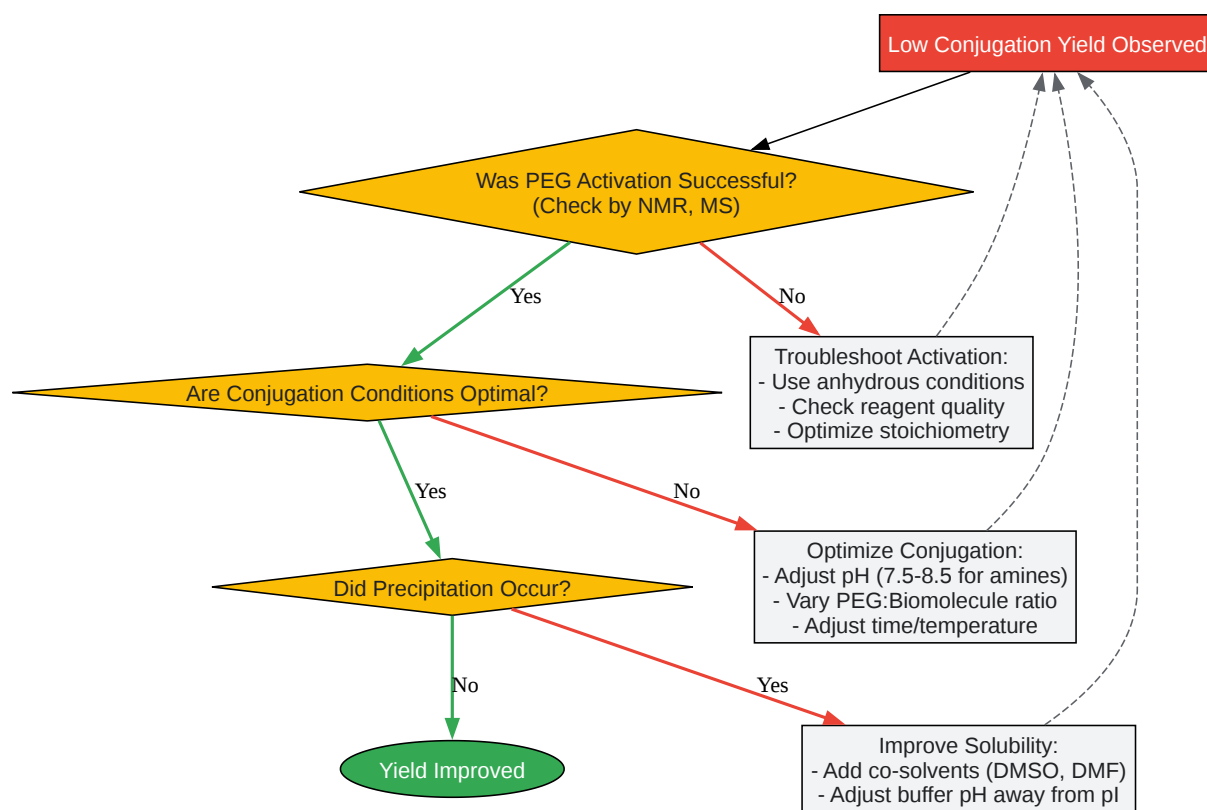 Low Conjugation Yield Observed
Was PEG Activation Successful?
(Check by NMR, MS)
Yes
No
Troubleshoot Activation:
- Use anhydrous conditions
- Check reagent quality
- Optimize stoichiometry
Are Conjugation Conditions Optimal?
Yes
No
Optimize Conjugation:
- Adjust pH (7.5-8.5 for amines)
- Vary PEG:Biomolecule ratio
- Adjust time/temperature
Did Precipitation Occur?
No
Yes
Improve Solubility:
- Add co-solvents (DMSO, DMF)
- Adjust buffer pH away from pI
Yield Improved